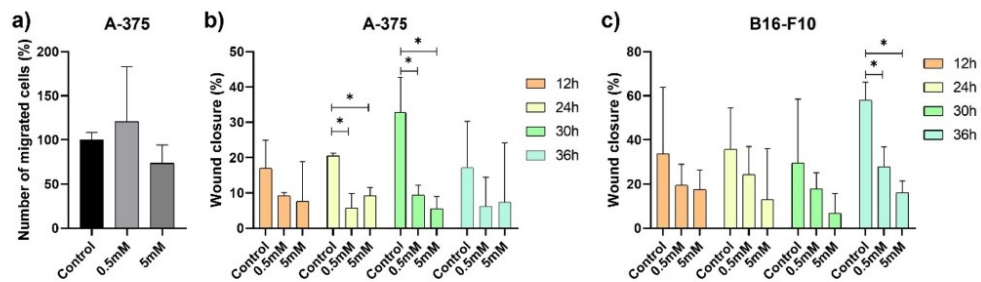 a)
A-375
Number of migrated cells (%)
200
150
100
50
0
Control
0.5mM
5mM
b)
A-375
Wound closure (%)
50
40
30
20
10
0
*
*
*
*
Control
0.5mM
5mM
Control
0.5mM
5mM
Control
0.5mM
5mM
Control
0.5mM
5mM
12h
24h
30h
36h
c)
B16-F10
Wound closure (%)
80
60
40
20
0
*
*
Control
0.5mM
5mM
Control
0.5mM
5mM
Control
0.5mM
5mM
Control
0.5mM
5mM
12h
24h
30h
36h